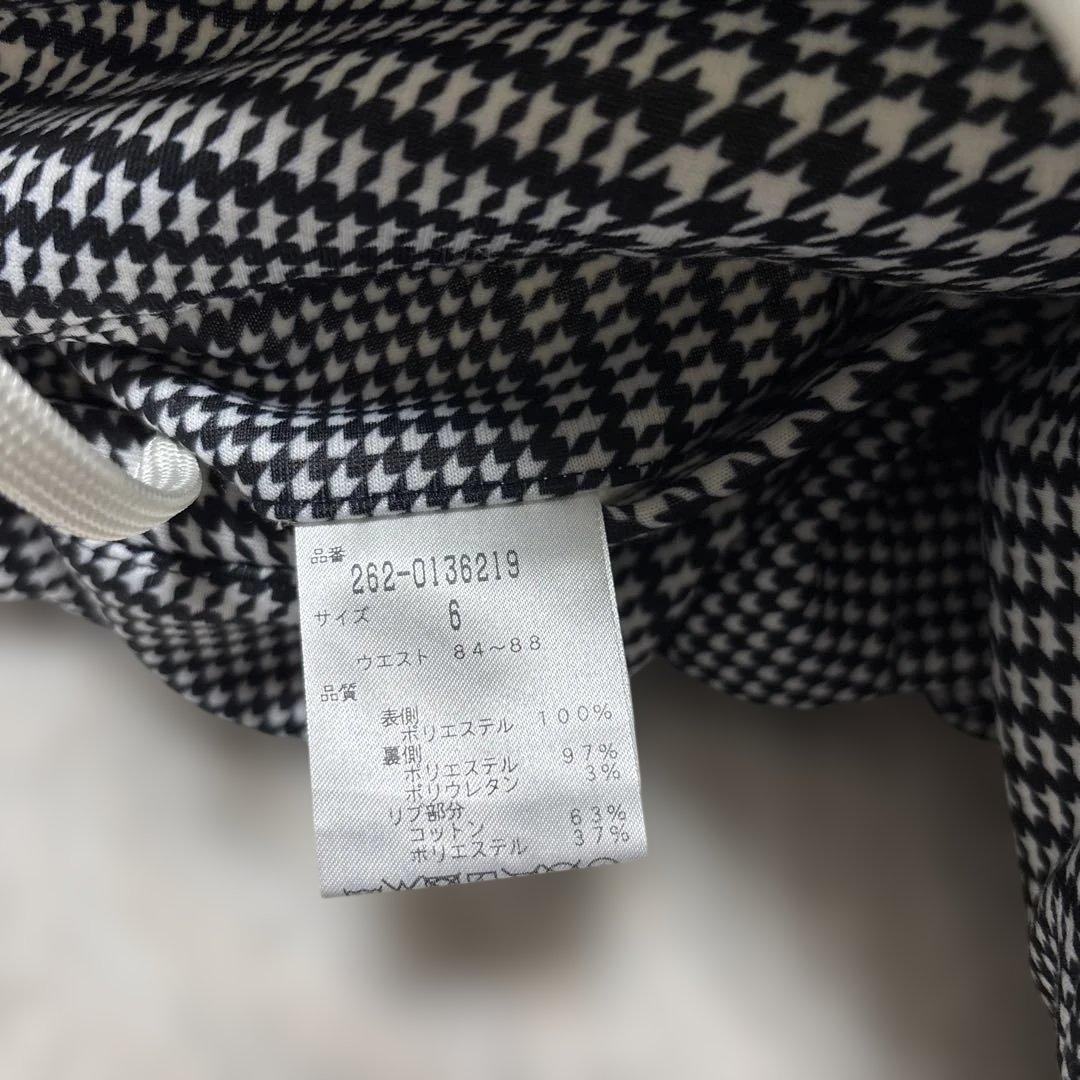 品番
262-0136219
サイズ 6
ウエスト 84～88
品質
表側
ポリエステル 100%
裏側
ポリエステル 97%
ポリウレタン 3%
リブ部分
コットン 63%
ポリエステル 37%